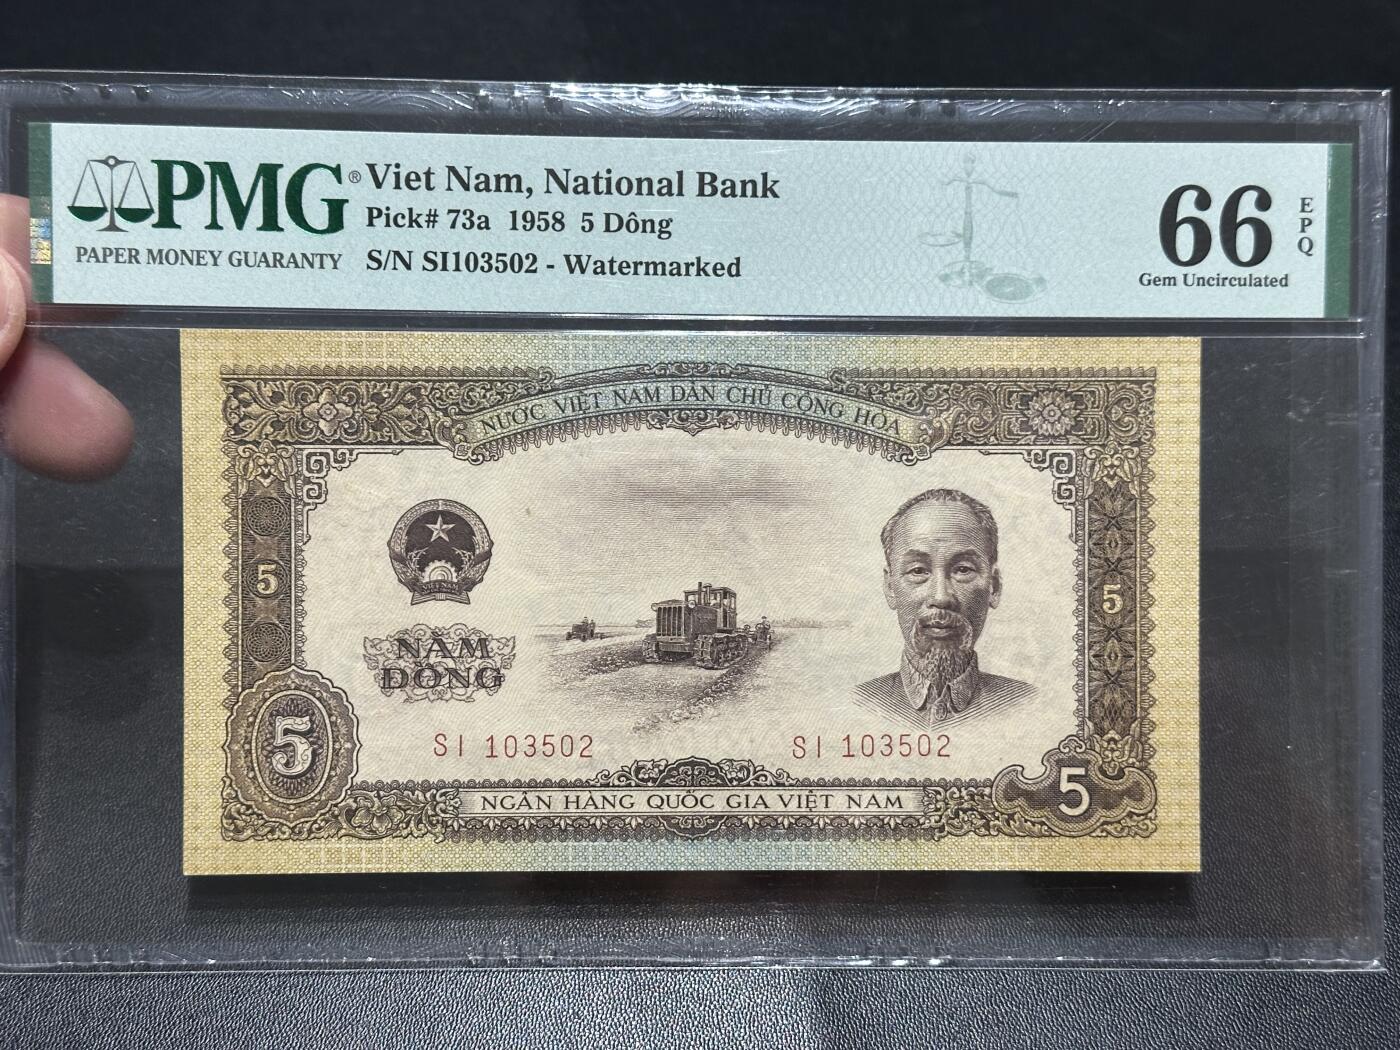 PMG®
PAPER MONEY GUARANTY
Viet Nam, National Bank
Pick# 73a 1958 5 Dông
S/N SI103502 - Watermarked
66
EPQ
Gem Uncirculated
NƯỚC VIỆT NAM DÂN CHỦ CỘNG HÒA
5
5
NĂM
ĐỒNG
SI 103502
SI 103502
5
5
NGÂN HÀNG QUỐC GIA VIỆT NAM